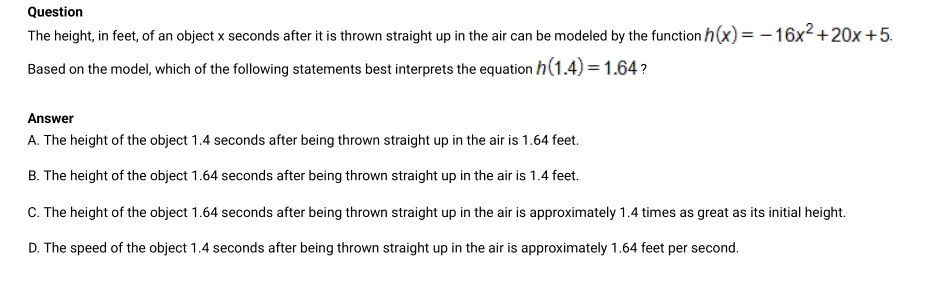 Question
The height, in feet, of an object x seconds after it is thrown straight up in the air can be modeled by the function h(x) = −16x²+20x+5.
Based on the model, which of the following statements best interprets the equation h(1.4) = 1.64?
Answer
A. The height of the object 1.4 seconds after being thrown straight up in the air is 1.64 feet.
B. The height of the object 1.64 seconds after being thrown straight up in the air is 1.4 feet.
C. The height of the object 1.64 seconds after being thrown straight up in the air is approximately 1.4 times as great as its initial height.
D. The speed of the object 1.4 seconds after being thrown straight up in the air is approximately 1.64 feet per second.